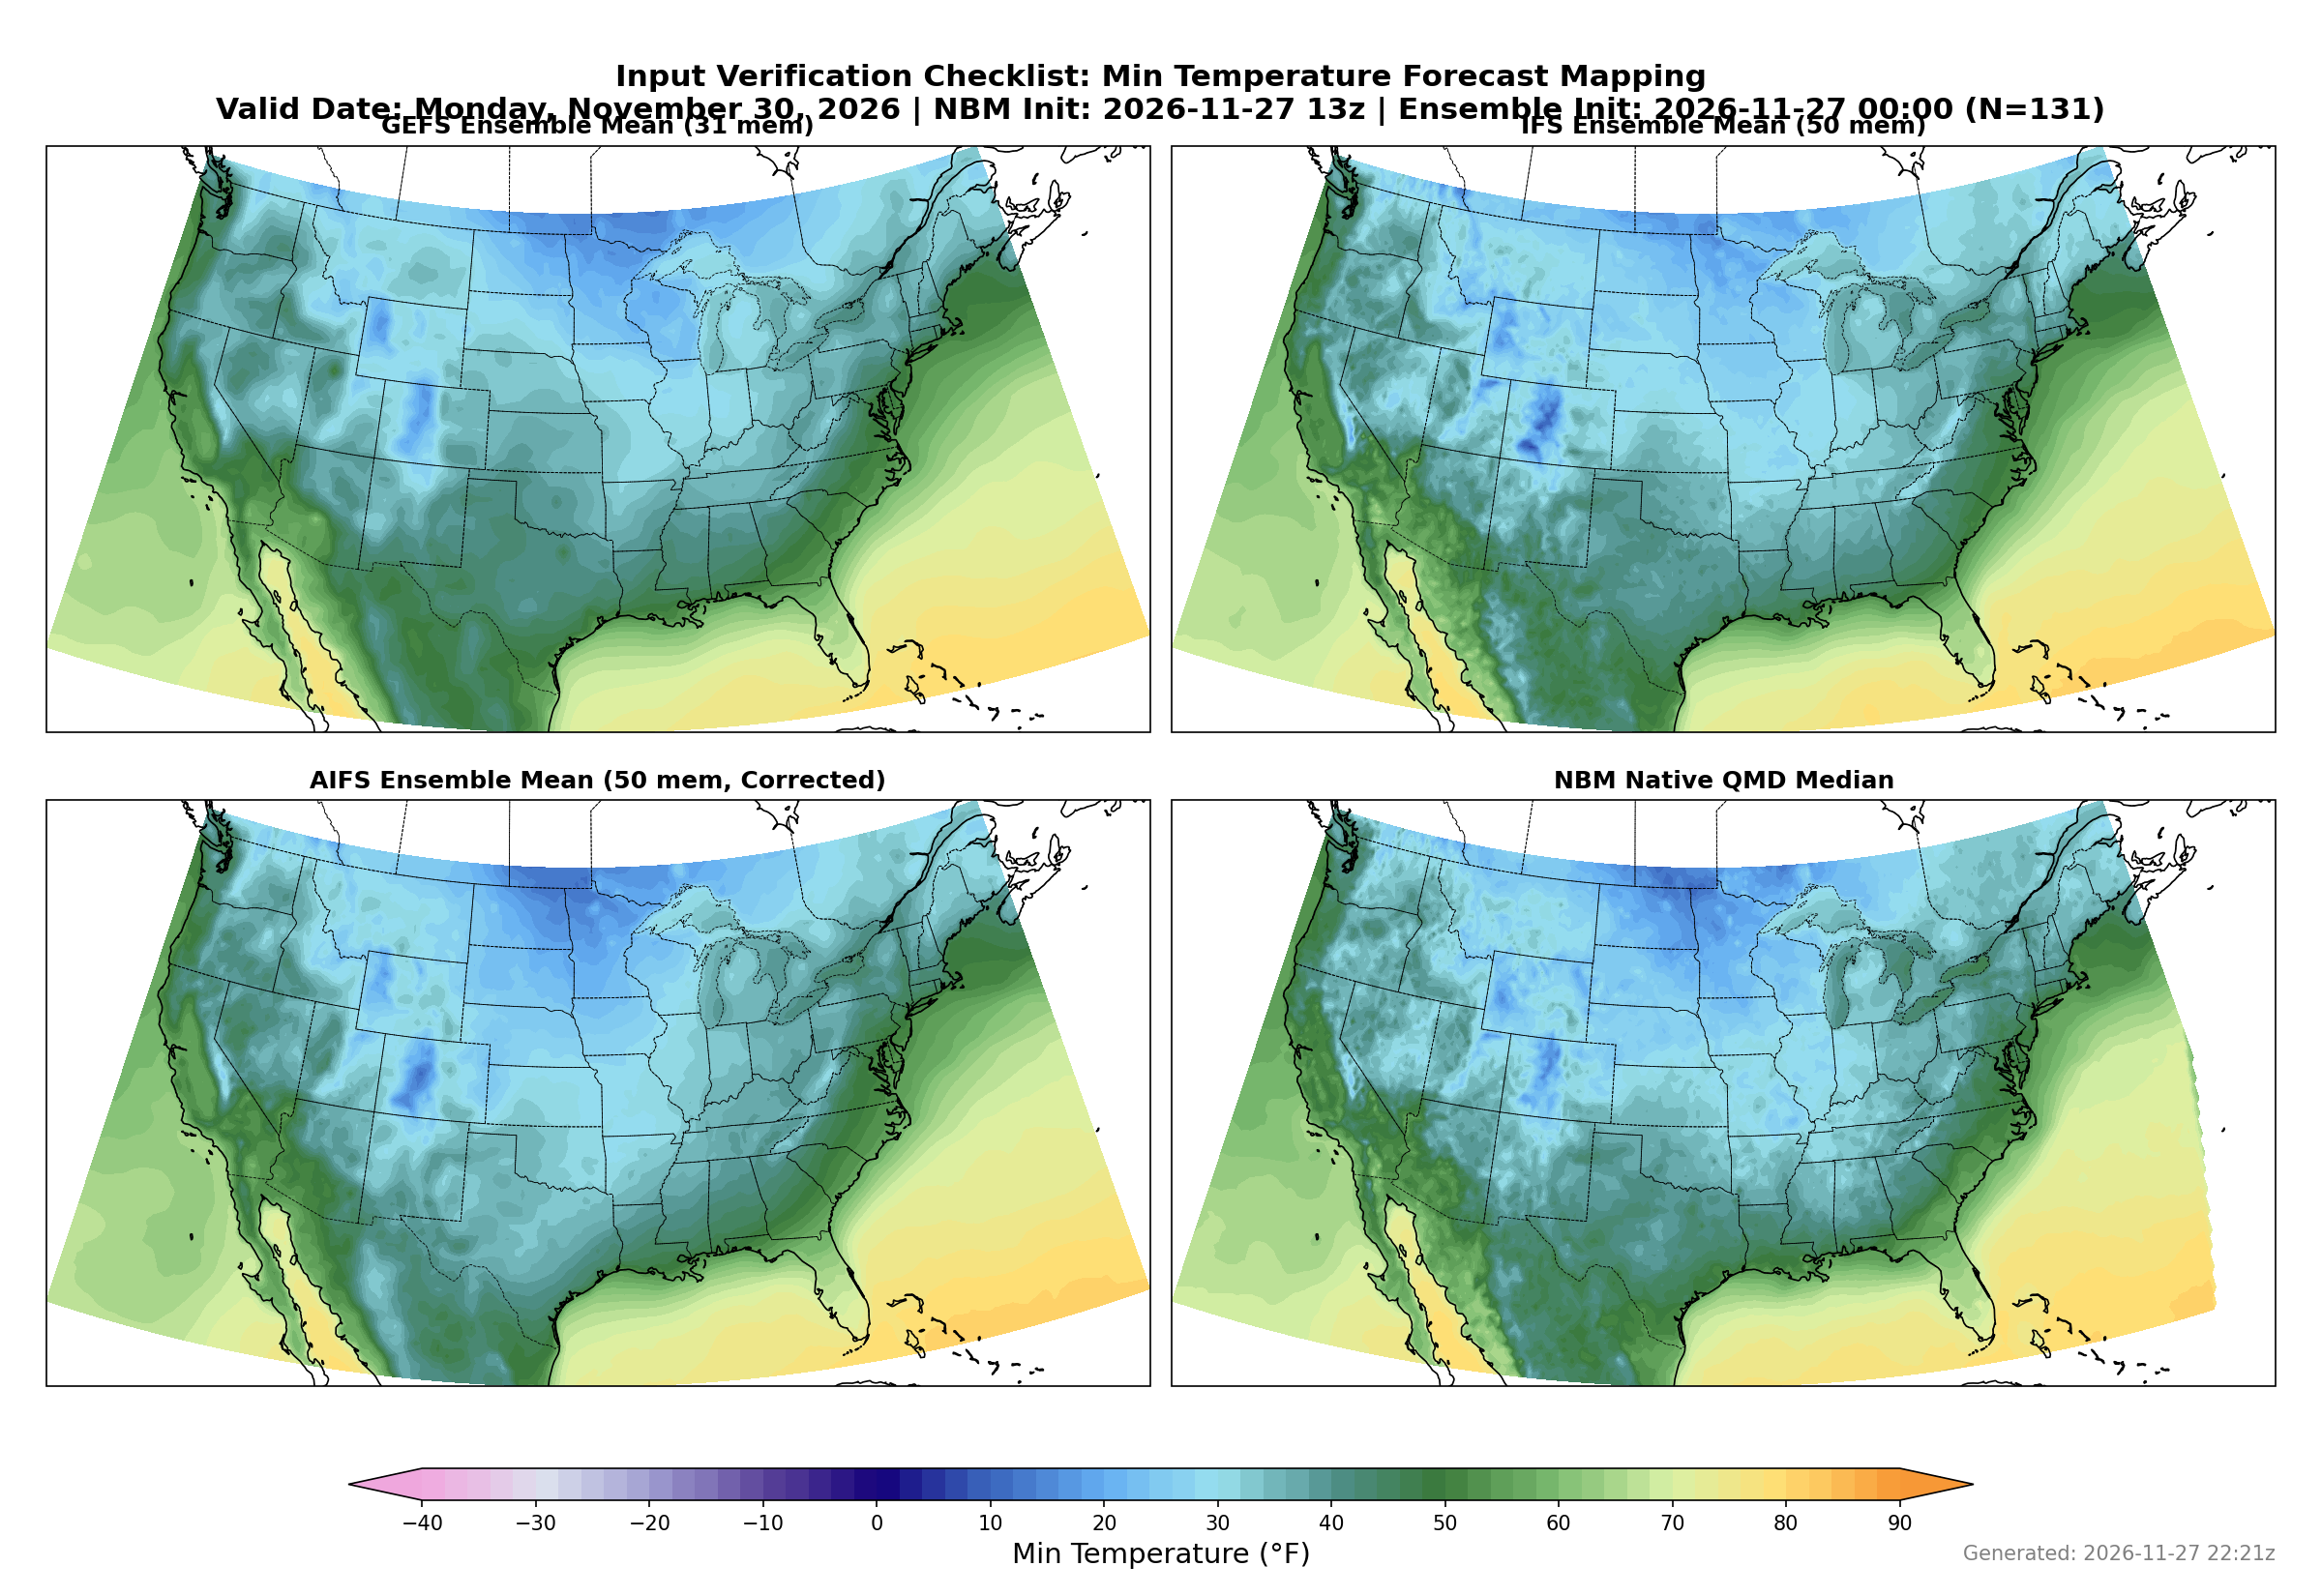 Input Verification Checklist: Min Temperature Forecast Mapping
Valid Date: Monday, November 30, 2026 | NBM Init: 2026-11-27 13z | Ensemble Init: 2026-11-27 00:00 (N=131)
GEFS Ensemble Mean (31 mem)
IFS Ensemble Mean (50 mem)
AIFS Ensemble Mean (50 mem, Corrected)
NBM Native QMD Median
−40 −30 −20 −10 0 10 20 30 40 50 60 70 80 90
Min Temperature (°F)
Generated: 2026-11-27 22:21z